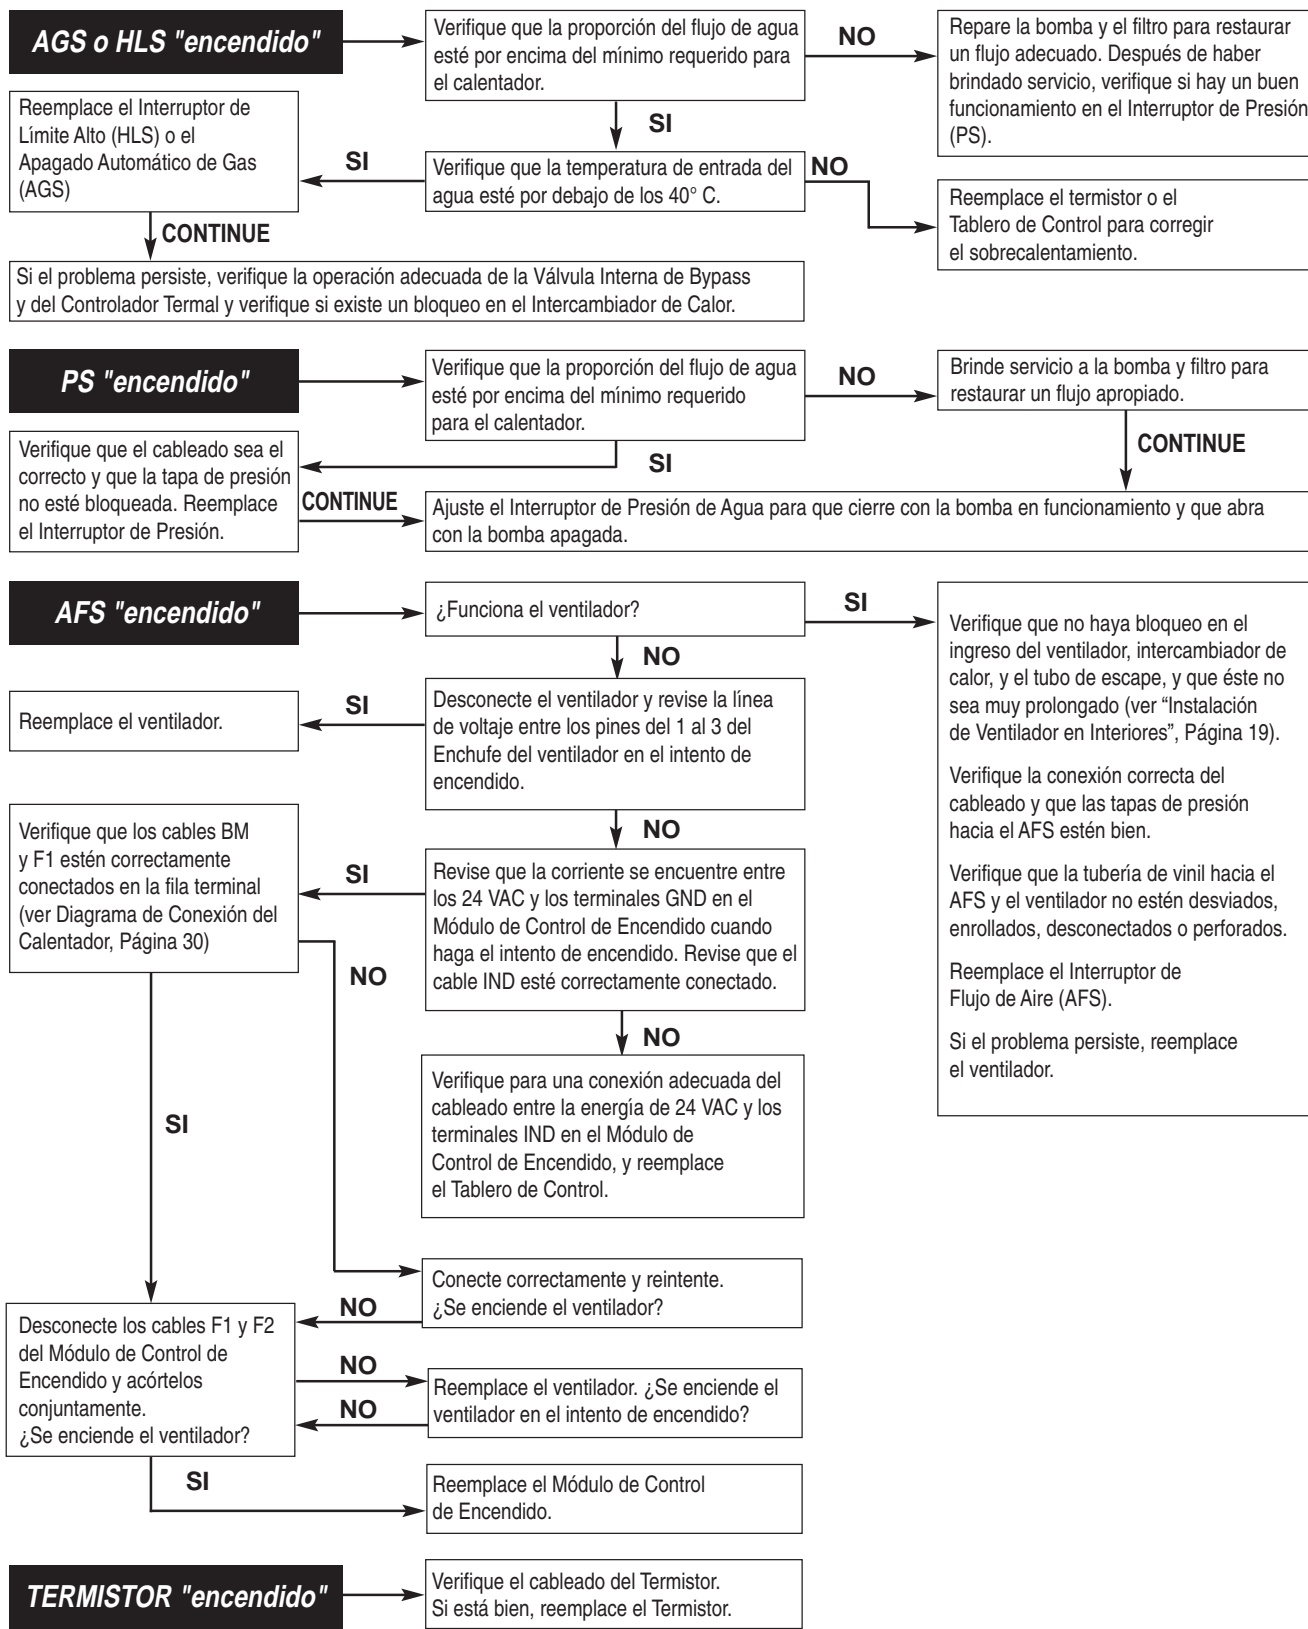 AGS o HLS "encendido"
Verifique que la proporción del flujo de agua
esté por encima del mínimo requerido para
el calentador.
NO
Repare la bomba y el filtro para restaurar
un flujo adecuado. Después de haber
brindado servicio, verifique si hay un buen
funcionamiento en el Interruptor de Presión
(PS).
SI
Reemplace el Interruptor de
Límite Alto (HLS) o el
Apagado Automático de Gas
(AGS)
SI
Verifique que la temperatura de entrada del
agua esté por debajo de los 40° C.
NO
Reemplace el termistor o el
Tablero de Control para corregir
el sobrecalentamiento.
CONTINUE
Si el problema persiste, verifique la operación adecuada de la Válvula Interna de Bypass
y del Controlador Termal y verifique si existe un bloqueo en el Intercambiador de Calor.
PS "encendido"
Verifique que la proporción del flujo de agua
esté por encima del mínimo requerido
para el calentador.
NO
Brinde servicio a la bomba y filtro para
restaurar un flujo apropiado.
SI
CONTINUE
Verifique que el cableado sea el
correcto y que la tapa de presión
no esté bloqueada. Reemplace
el Interruptor de Presión.
CONTINUE
Ajuste el Interruptor de Presión de Agua para que cierre con la bomba en funcionamiento y que abra
con la bomba apagada.
AFS "encendido"
¿Funciona el ventilador?
SI
Verifique que no haya bloqueo en el
ingreso del ventilador, intercambiador de
calor, y el tubo de escape, y que éste no
sea muy prolongado (ver “Instalación
de Ventilador en Interiores”, Página 19).
Verifique la conexión correcta del
cableado y que las tapas de presión
hacia el AFS estén bien.
Verifique que la tubería de vinil hacia el
AFS y el ventilador no estén desviados,
enrollados, desconectados o perforados.
Reemplace el Interruptor de
Flujo de Aire (AFS).
Si el problema persiste, reemplace
el ventilador.
NO
Reemplace el ventilador.
SI
Desconecte el ventilador y revise la línea
de voltaje entre los pines del 1 al 3 del
Enchufe del ventilador en el intento de
encendido.
NO
Verifique que los cables BM
y F1 estén correctamente
conectados en la fila terminal
(ver Diagrama de Conexión del
Calentador, Página 30)
SI
Revise que la corriente se encuentre entre
los 24 VAC y los terminales GND en el
Módulo de Control de Encendido cuando
haga el intento de encendido. Revise que el
cable IND esté correctamente conectado.
NO
NO
Verifique para una conexión adecuada del
cableado entre la energía de 24 VAC y los
terminales IND en el Módulo de
Control de Encendido, y reemplace
el Tablero de Control.
SI
Conecte correctamente y reintente.
¿Se enciende el ventilador?
NO
Desconecte los cables F1 y F2
del Módulo de Control de
Encendido y acórtelos
conjuntamente.
¿Se enciende el ventilador?
NO
NO
Reemplace el ventilador. ¿Se enciende el
ventilador en el intento de encendido?
SI
Reemplace el Módulo de Control
de Encendido.
TERMISTOR "encendido"
Verifique el cableado del Termistor.
Si está bien, reemplace el Termistor.